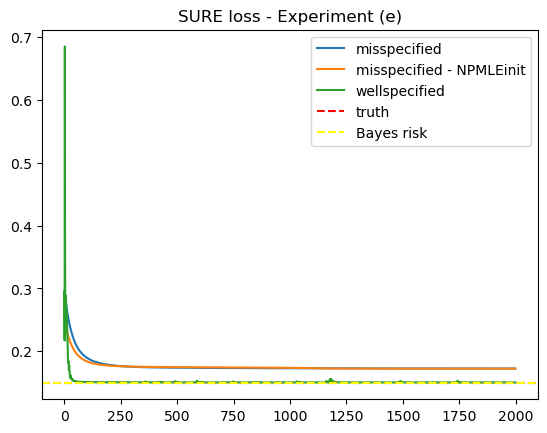 SURE loss - Experiment (e)
misspecified
misspecified - NPMLEinit
wellspecified
truth
Bayes risk
0.7
0.6
0.5
0.4
0.3
0.2
0 250 500 750 1000 1250 1500 1750 2000